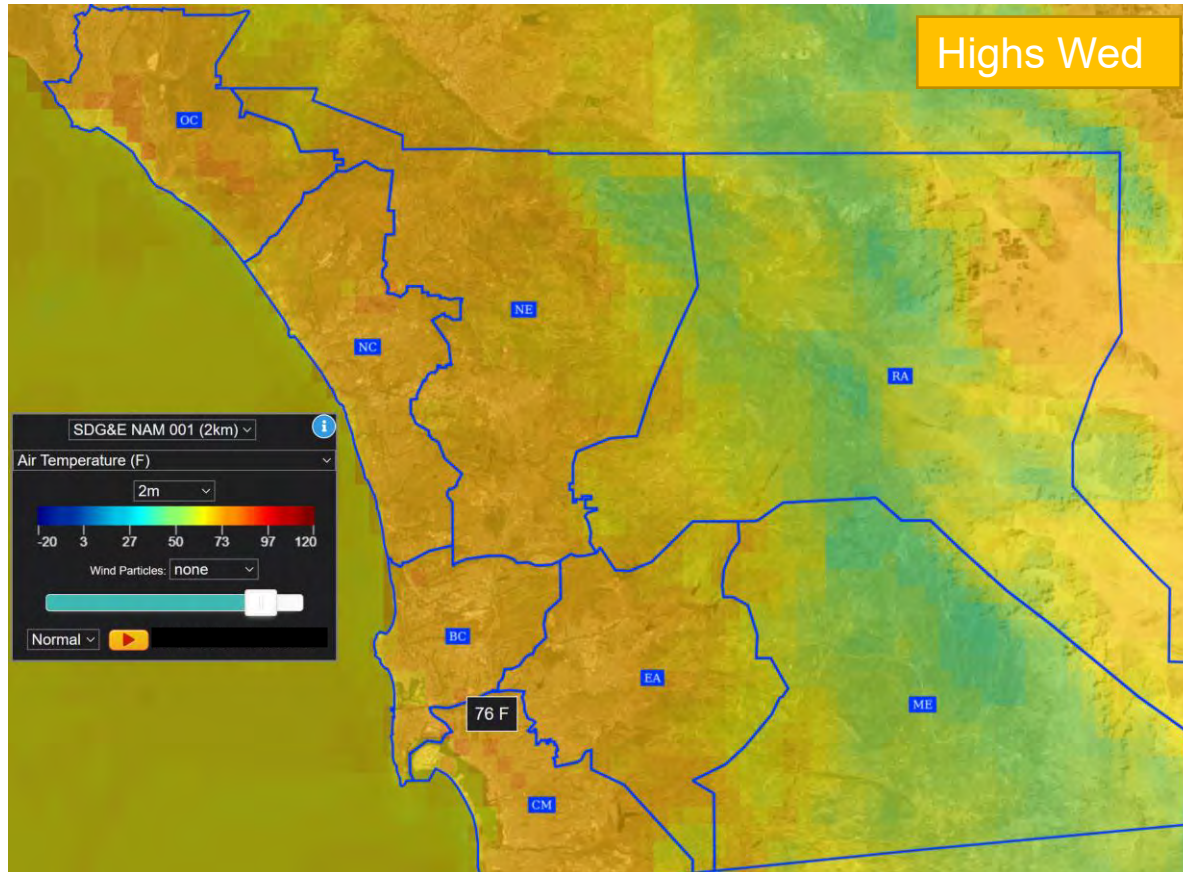 Highs Wed
OC
NE
NC
RA
SDG&E NAM 001 (2km)
i
Air Temperature (F)
2m
-20 3 27 50 73 97 120
Wind Particles: none
Normal
BC
EA
ME
76 F
CM